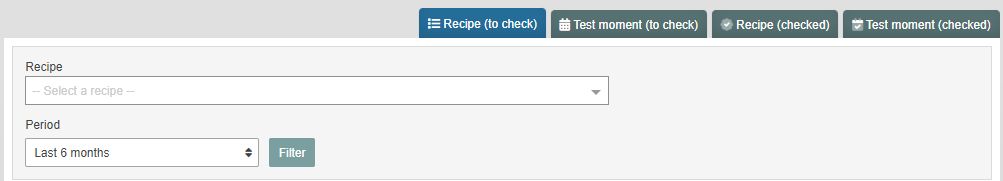 Recipe (to check) Test moment (to check) Recipe (checked) Test moment (checked)
Recipe
-- Select a recipe --
Period
Last 6 months Filter